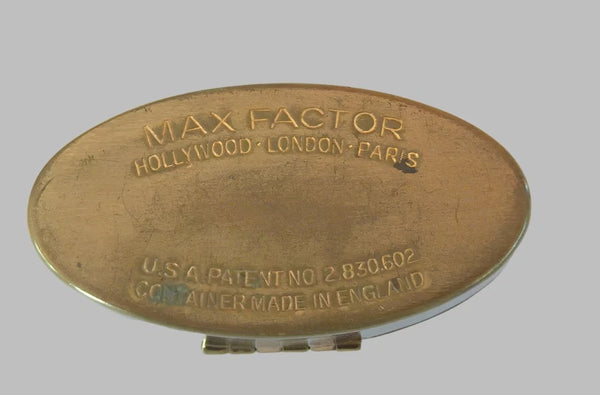 MAX FACTOR
HOLLYWOOD · LONDON · PARIS
U.S.A. PATENT NO 2.830.602
CONTAINER MADE IN ENGLAND